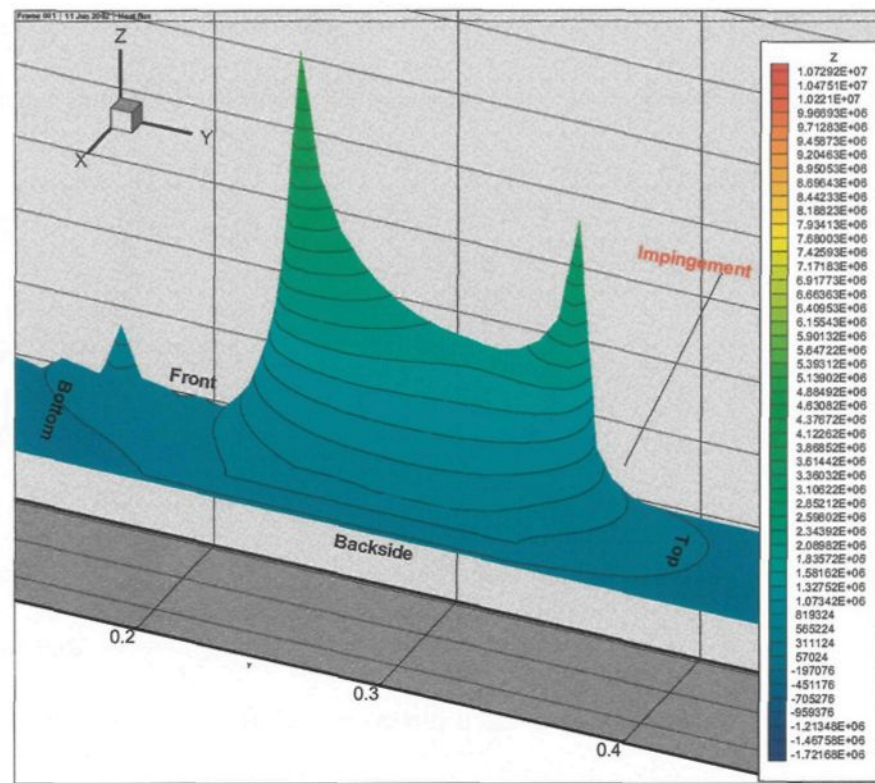 Frame 001 | 11 Jan 2002 | Heat flux
Z
X
Y
Impingement
Front
Bottom
Top
Backside
0.2
Y
0.3
0.4
Z
1.07292E+07
1.04751E+07
1.0221E+07
9.96693E+06
9.71283E+06
9.45873E+06
9.20463E+06
8.95053E+06
8.69643E+06
8.44233E+06
8.18823E+06
7.93413E+06
7.68003E+06
7.42593E+06
7.17183E+06
6.91773E+06
6.66363E+06
6.40953E+06
6.15543E+06
5.90132E+06
5.64722E+06
5.39312E+06
5.13902E+06
4.88492E+06
4.63082E+06
4.37672E+06
4.12262E+06
3.86852E+06
3.61442E+06
3.36032E+06
3.10622E+06
2.85212E+06
2.59802E+06
2.34392E+06
2.08982E+06
1.83572E+06
1.58162E+06
1.32752E+06
1.07342E+06
819324
565224
311124
57024
-197076
-451176
-705276
-959376
-1.21348E+06
-1.46758E+06
-1.72168E+06